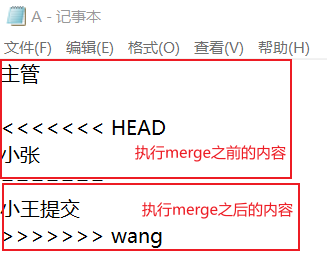 A - 记事本
文件(F) 编辑(E) 格式(O) 查看(V) 帮助(H)
主管
<<<<<<< HEAD
小张 执行merge之前的内容
=======
小王提交 执行merge之后的内容
>>>>>>> wang